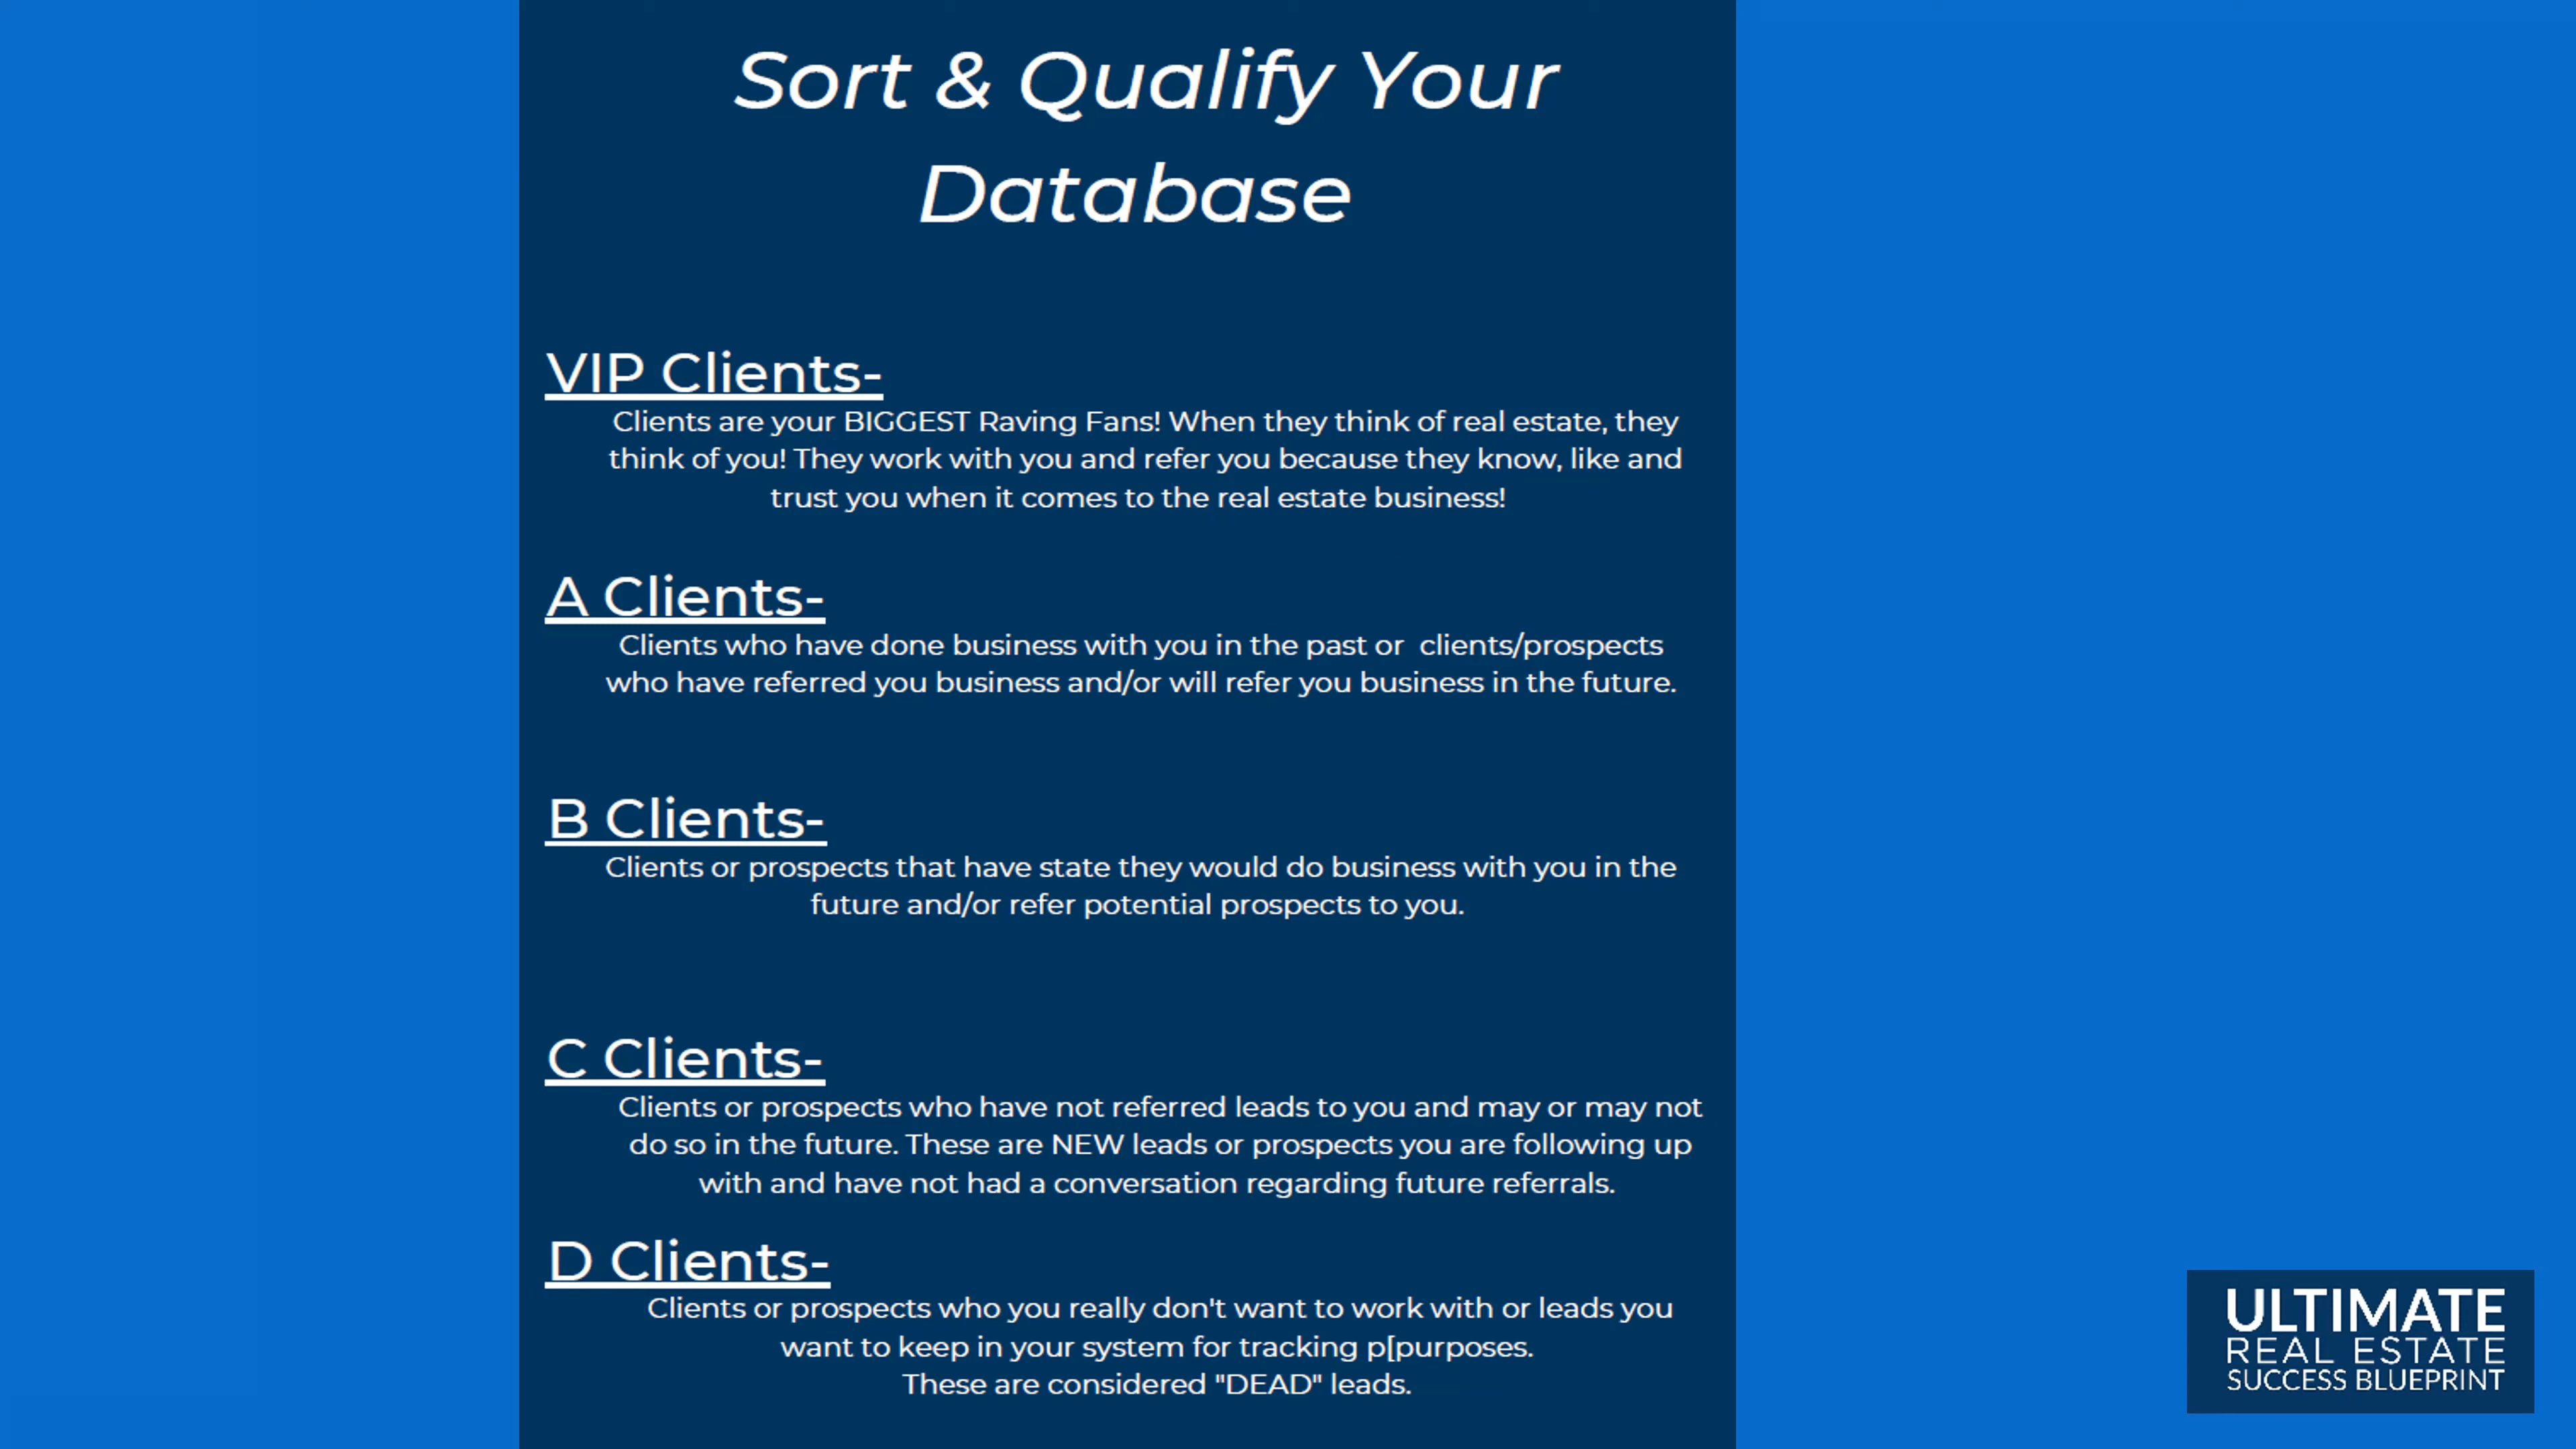 Sort & Qualify Your
Database
VIP Clients-
Clients are your BIGGEST Raving Fans! When they think of real estate, they
think of you! They work with you and refer you because they know, like and
trust you when it comes to the real estate business!
A Clients-
Clients who have done business with you in the past or  clients/prospects
who have referred you business and/or will refer you business in the future.
B Clients-
Clients or prospects that have state they would do business with you in the
future and/or refer potential prospects to you.
C Clients-
Clients or prospects who have not referred leads to you and may or may not
do so in the future. These are NEW leads or prospects you are following up
with and have not had a conversation regarding future referrals.
D Clients-
Clients or prospects who you really don't want to work with or leads you
want to keep in your system for tracking p[purposes.
These are considered "DEAD" leads.
ULTIMATE
REAL ESTATE
SUCCESS BLUEPRINT